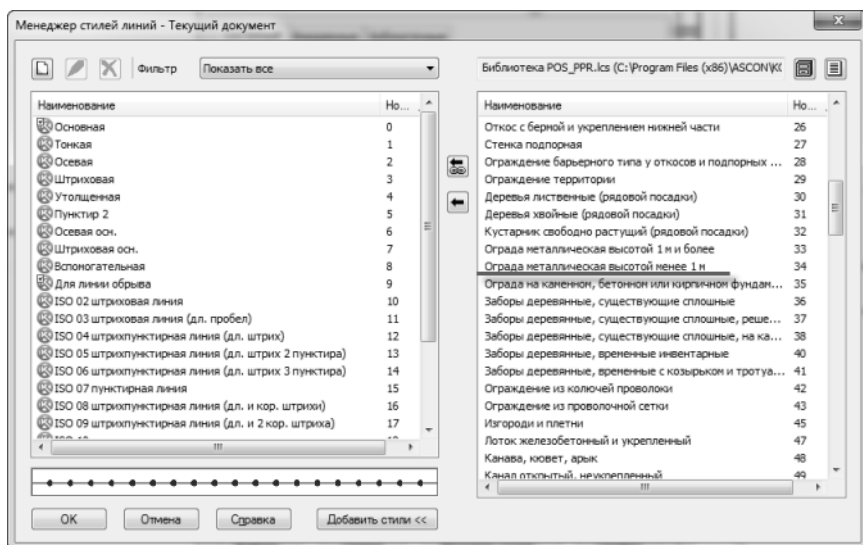 Менеджер стилей линий - Текущий документ
Фильтр Показать все
Наименование Но...
Основная 0
Тонкая 1
Осевая 2
Штриховая 3
Утолщенная 4
Пунктир 2 5
Осевая осн. 6
Штриховая осн. 7
Вспомогательная 8
Для линии обрыва 9
ISO 02 штриховая линия 10
ISO 03 штриховая линия (дл. пробел) 11
ISO 04 штрихпунктирная линия (дл. штрих) 12
ISO 05 штрихпунктирная линия (дл. штрих 2 пунктира) 13
ISO 06 штрихпунктирная линия (дл. штрих 3 пунктира) 14
ISO 07 пунктирная линия 15
ISO 08 штрихпунктирная линия (дл. и кор. штрихи) 16
ISO 09 штрихпунктирная линия (дл. и 2 кор. штриха) 17
OK Отмена Справка Добавить стили <<
Библиотека POS_PPR.lcs (C:\Program Files (x86)\ASCON\
Наименование Но...
Откос с бермой и укреплением нижней части 26
Стенка подпорная 27
Ограждение барьерного типа у откосов и подпорных ... 28
Ограждение территории 29
Деревья лиственные (рядовой посадки) 30
Деревья хвойные (рядовой посадки) 31
Кустарник свободно растущий (рядовой посадки) 32
Ограда металлическая высотой 1 м и более 33
Ограда металлическая высотой менее 1 м 34
Ограда на каменном, бетонном или кирпичном фундам... 35
Заборы деревянные, существующие сплошные 36
Заборы деревянные, существующие сплошные, реше... 37
Заборы деревянные, существующие сплошные, на ка... 38
Заборы деревянные, временные инвентарные 40
Заборы деревянные, временные с козырьком и тротуа... 41
Ограждение из колючей проволоки 42
Ограждение из проволочной сетки 43
Изгороди и плетни 45
Лоток железобетонный и укрепленный 47
Канава, кювет, арык 48
Канал открытый, неукрепленный 49